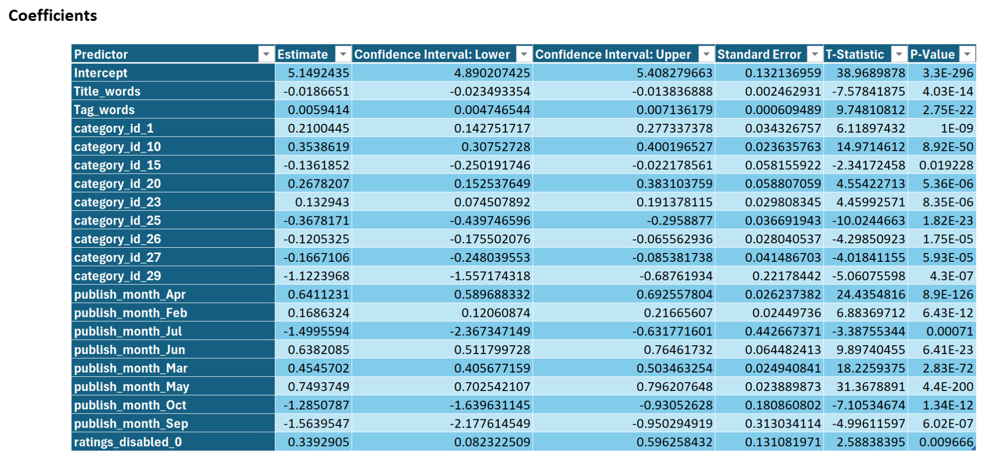 Coefficients
Predictor Estimate Confidence Interval: Lower Confidence Interval: Upper Standard Error T-Statistic P-Value
Intercept 5.1492435 4.890207425 5.408279663 0.132136959 38.9689878 3.3E-296
Title_words -0.0186651 -0.023493354 -0.013836888 0.002462931 -7.57841875 4.03E-14
Tag_words 0.0059414 0.004746544 0.007136179 0.000609489 9.74810812 2.75E-22
category_id_1 0.2100445 0.142751717 0.277337378 0.034326757 6.11897432 1E-09
category_id_10 0.3538619 0.30752728 0.400196527 0.023635763 14.9714612 8.92E-50
category_id_15 -0.1361852 -0.250191746 -0.022178561 0.058155922 -2.34172458 0.019228
category_id_20 0.2678207 0.152537649 0.383103759 0.058807059 4.55422713 5.36E-06
category_id_23 0.132943 0.074507892 0.191378115 0.029808345 4.45992571 8.35E-06
category_id_25 -0.3678171 -0.439746596 -0.2958877 0.036691943 -10.0244663 1.82E-23
category_id_26 -0.1205325 -0.175502076 -0.065562936 0.028040537 -4.29850923 1.75E-05
category_id_27 -0.1667106 -0.248039553 -0.085381738 0.041486703 -4.01841155 5.93E-05
category_id_29 -1.1223968 -1.557174318 -0.68761934 0.22178442 -5.06075598 4.3E-07
publish_month_Apr 0.6411231 0.589688332 0.692557804 0.026237382 24.4354816 8.9E-126
publish_month_Feb 0.1686324 0.12060874 0.21665607 0.02449736 6.88369712 6.43E-12
publish_month_Jul -1.4995594 -2.367347149 -0.631771601 0.442667371 -3.38755344 0.00071
publish_month_Jun 0.6382085 0.511799728 0.76461732 0.064482413 9.89740455 6.41E-23
publish_month_Mar 0.4545702 0.405677159 0.503463254 0.024940841 18.2259375 2.83E-72
publish_month_May 0.7493749 0.702542107 0.796207648 0.023889873 31.3678891 4.4E-200
publish_month_Oct -1.2850787 -1.639631145 -0.93052628 0.180860802 -7.10534674 1.34E-12
publish_month_Sep -1.5639547 -2.177614549 -0.950294919 0.313034114 -4.99611597 6.02E-07
ratings_disabled_0 0.3392905 0.082322509 0.596258432 0.131081971 2.58838395 0.009666